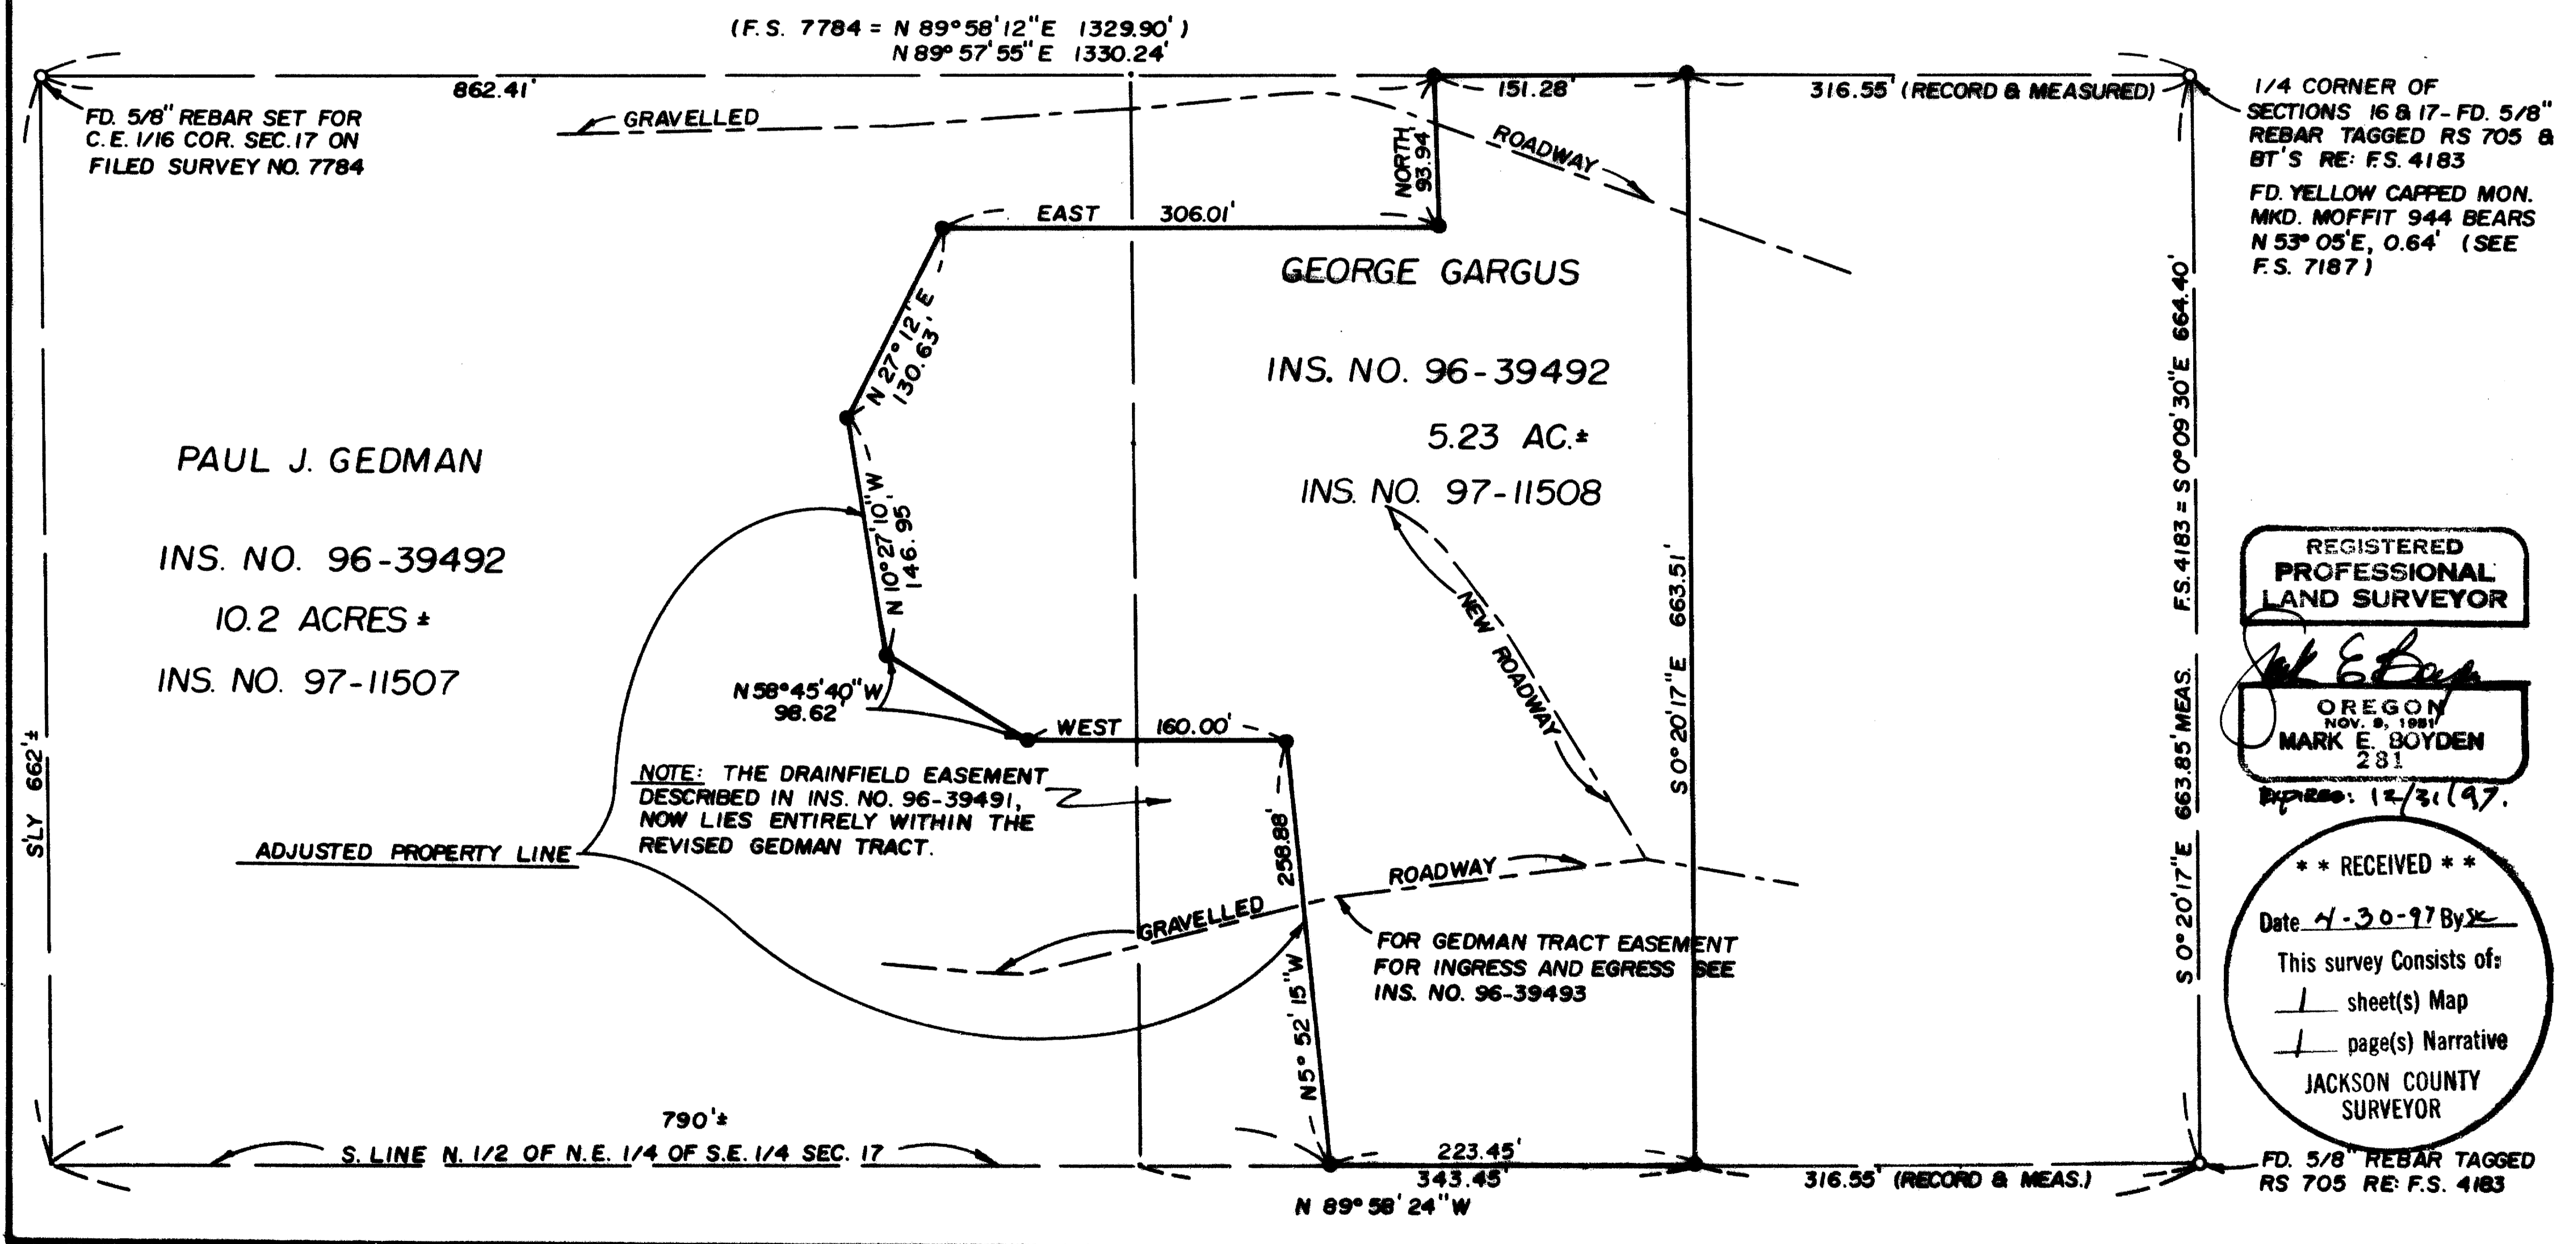 (F.S. 7784 = N 89°58'12"E 1329.90')
N 89°57'55"E 1330.24'
862.41'
151.28'
316.55' (RECORD & MEASURED)
FD. 5/8" REBAR SET FOR
C.E. 1/16 COR. SEC. 17 ON
FILED SURVEY NO. 7784
GRAVELLED
ROADWAY
NORTH
93.94'
1/4 CORNER OF
SECTIONS 16 & 17- FD. 5/8"
REBAR TAGGED RS 705 &
BT'S RE: F.S. 4183
FD. YELLOW CAPPED MON.
MKD. MOFFIT 944 BEARS
N 53° 05'E, 0.64' (SEE
F.S. 7187)
EAST 306.01'
GEORGE GARGUS
INS. NO. 96-39492
5.23 AC.±
INS. NO. 97-11508
N 27° 12' E
130.63'
N 10° 27' 10" W
146.95'
PAUL J. GEDMAN
INS. NO. 96-39492
10.2 ACRES ±
INS. NO. 97-11507
N 58° 45' 40" W
98.62'
WEST 160.00'
NEW ROADWAY
S 0° 20' 17" E 663.51'
F.S. 4183 = S 0° 09' 30" E 664.40'
S 0° 20' 17" E 663.85' MEAS.
S'LY 662'±
NOTE: THE DRAINFIELD EASEMENT
DESCRIBED IN INS. NO. 96-39491,
NOW LIES ENTIRELY WITHIN THE
REVISED GEDMAN TRACT.
ADJUSTED PROPERTY LINE
258.88'
N 5° 52' 15" W
GRAVELLED
ROADWAY
FOR GEDMAN TRACT EASEMENT
FOR INGRESS AND EGRESS SEE
INS. NO. 96-39493
REGISTERED
PROFESSIONAL
LAND SURVEYOR
OREGON
NOV. 9, 1951
MARK E. BOYDEN
281
EXPIRES: 12/31/97.
* * RECEIVED * *
Date 4-30-97 By
This survey Consists of:
1 sheet(s) Map
1 page(s) Narrative
JACKSON COUNTY
SURVEYOR
790'±
S. LINE N. 1/2 OF N.E. 1/4 OF S.E. 1/4 SEC. 17
223.45'
343.45'
N 89° 58' 24" W
316.55' (RECORD & MEAS.)
FD. 5/8" REBAR TAGGED
RS 705 RE: F.S. 4183